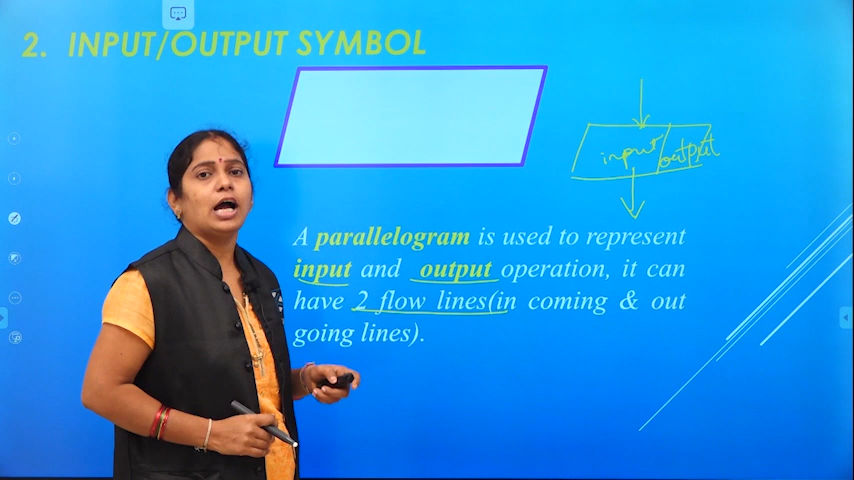 2. INPUT/OUTPUT SYMBOL
input/output
A parallelogram is used to represent
input and output operation, it can
have 2 flow lines(in coming & out
going lines).